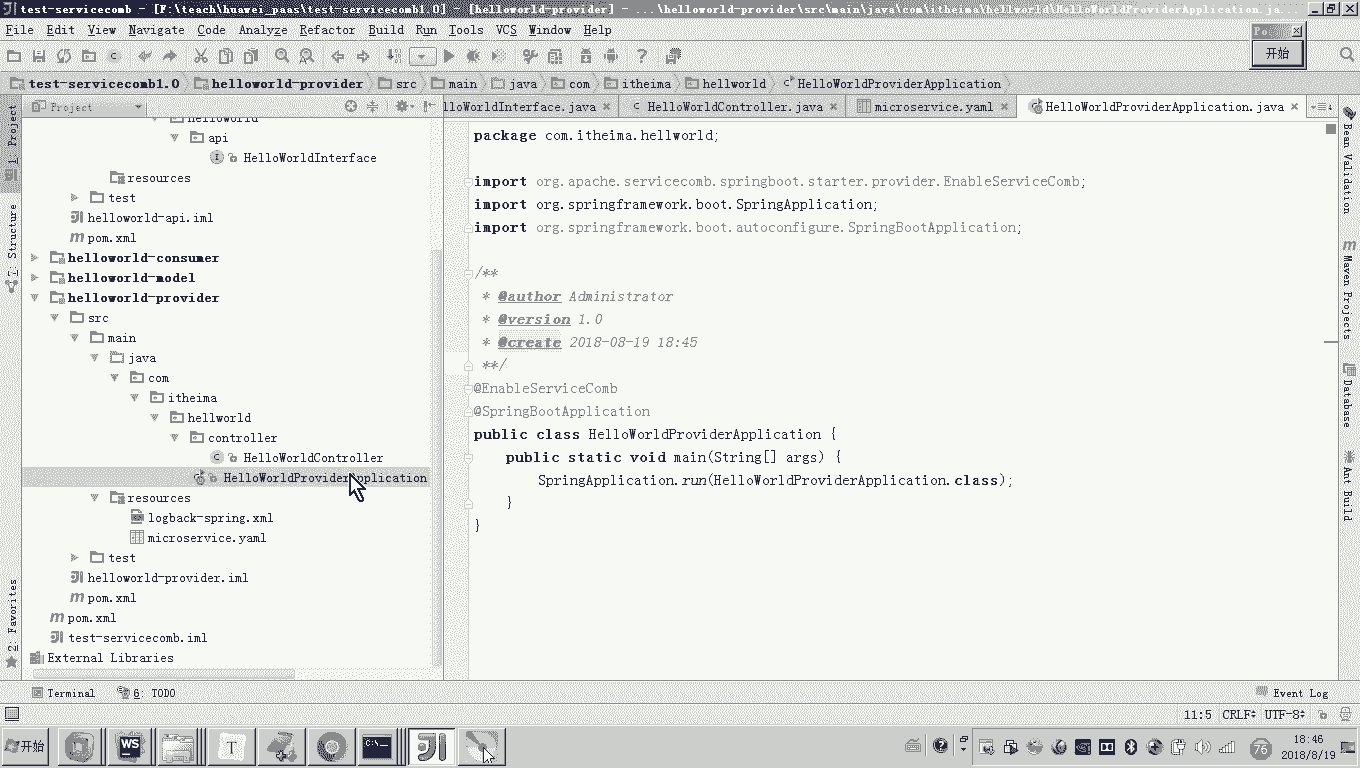 test-servicecomb - [F:\teach\huawei_paas\test-servicecomb1.0] - [helloworld-provider] - ...\helloworld-provider\src\main\java\com\itheima\hellworld\HelloWorldProviderApplication.ja...
File Edit View Navigate Code Analyze Refactor Build Run Tools VCS Window Help
开始
test-servicecomb1.0 helloworld-provider src main java com itheima hellworld HelloWorldProviderApplication
Project
lloWorldInterface.java HelloWorldController.java microservice.yaml HelloWorldProviderApplication.java
1: Project
7: Structure
2: Favorites
helloworld
api
HelloWorldInterface
resources
test
helloworld-api.iml
pom.xml
helloworld-consumer
helloworld-model
helloworld-provider
src
main
java
com
itheima
hellworld
controller
HelloWorldController
HelloWorldProviderApplication
resources
logback-spring.xml
microservice.yaml
test
helloworld-provider.iml
pom.xml
pom.xml
test-servicecomb.iml
External Libraries
package com.itheima.hellworld;
import org.apache.servicecomb.springboot.starter.provider.EnableServiceComb;
import org.springframework.boot.SpringApplication;
import org.springframework.boot.autoconfigure.SpringBootApplication;
/**
* @author Administrator
* @version 1.0
* @create 2018-08-19 18:45
**/
@EnableServiceComb
@SpringBootApplication
public class HelloWorldProviderApplication {
public static void main(String[] args) {
SpringApplication.run(HelloWorldProviderApplication.class);
}
}
Bean Validation
Maven Projects
Database
Ant Build
Terminal 6: TODO Event Log
11:5 CRLF UTF-8
开始 WS T C:\ 76 18:46
2018/8/19